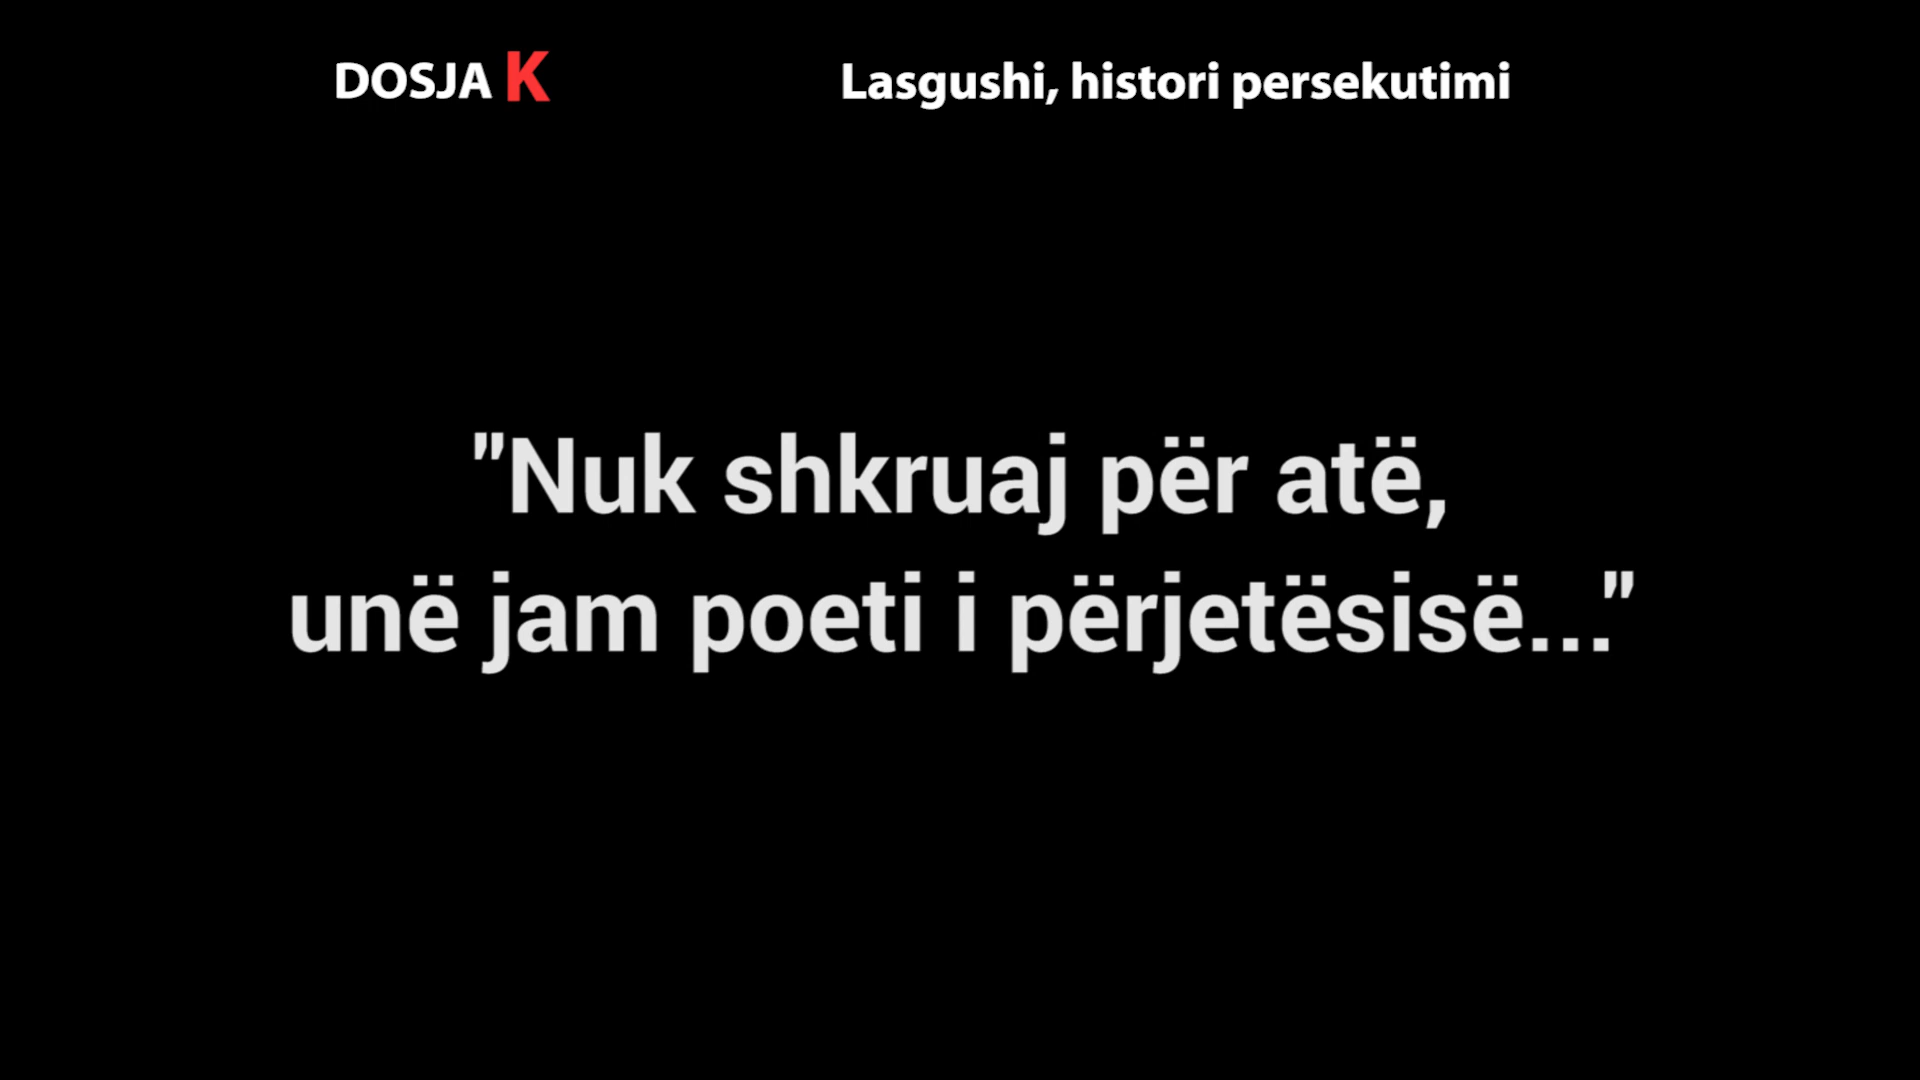 DOSJA K
Lasgushi, histori persekutimi
"Nuk shkruaj për atë,
unë jam poeti i përjetësisë..."